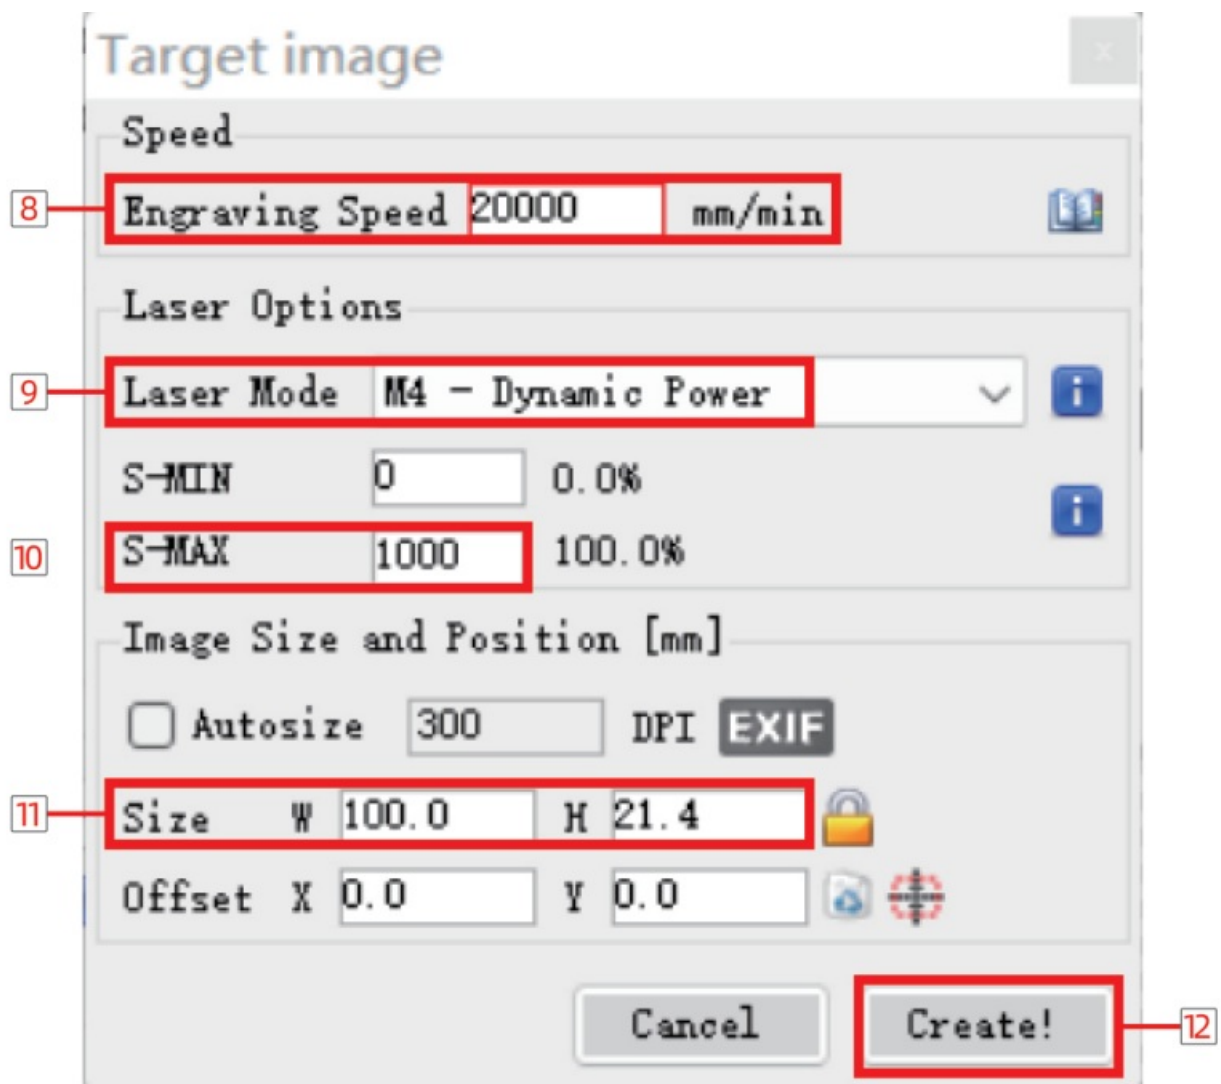 Target image
x
Speed
8 Engraving Speed 20000 mm/min
Laser Options
9 Laser Mode M4 - Dynamic Power
S-MIN 0 0.0%
10 S-MAX 1000 100.0%
Image Size and Position [mm]
Autosize 300 DPI EXIF
11 Size W 100.0 H 21.4
Offset X 0.0 Y 0.0
Cancel Create! 12